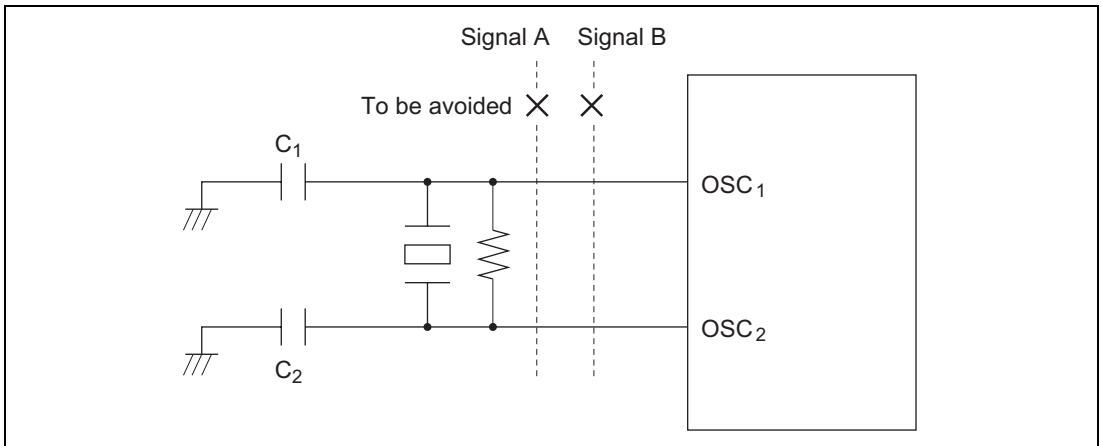 Signal A Signal B
To be avoided
C1
OSC1
OSC2
C2